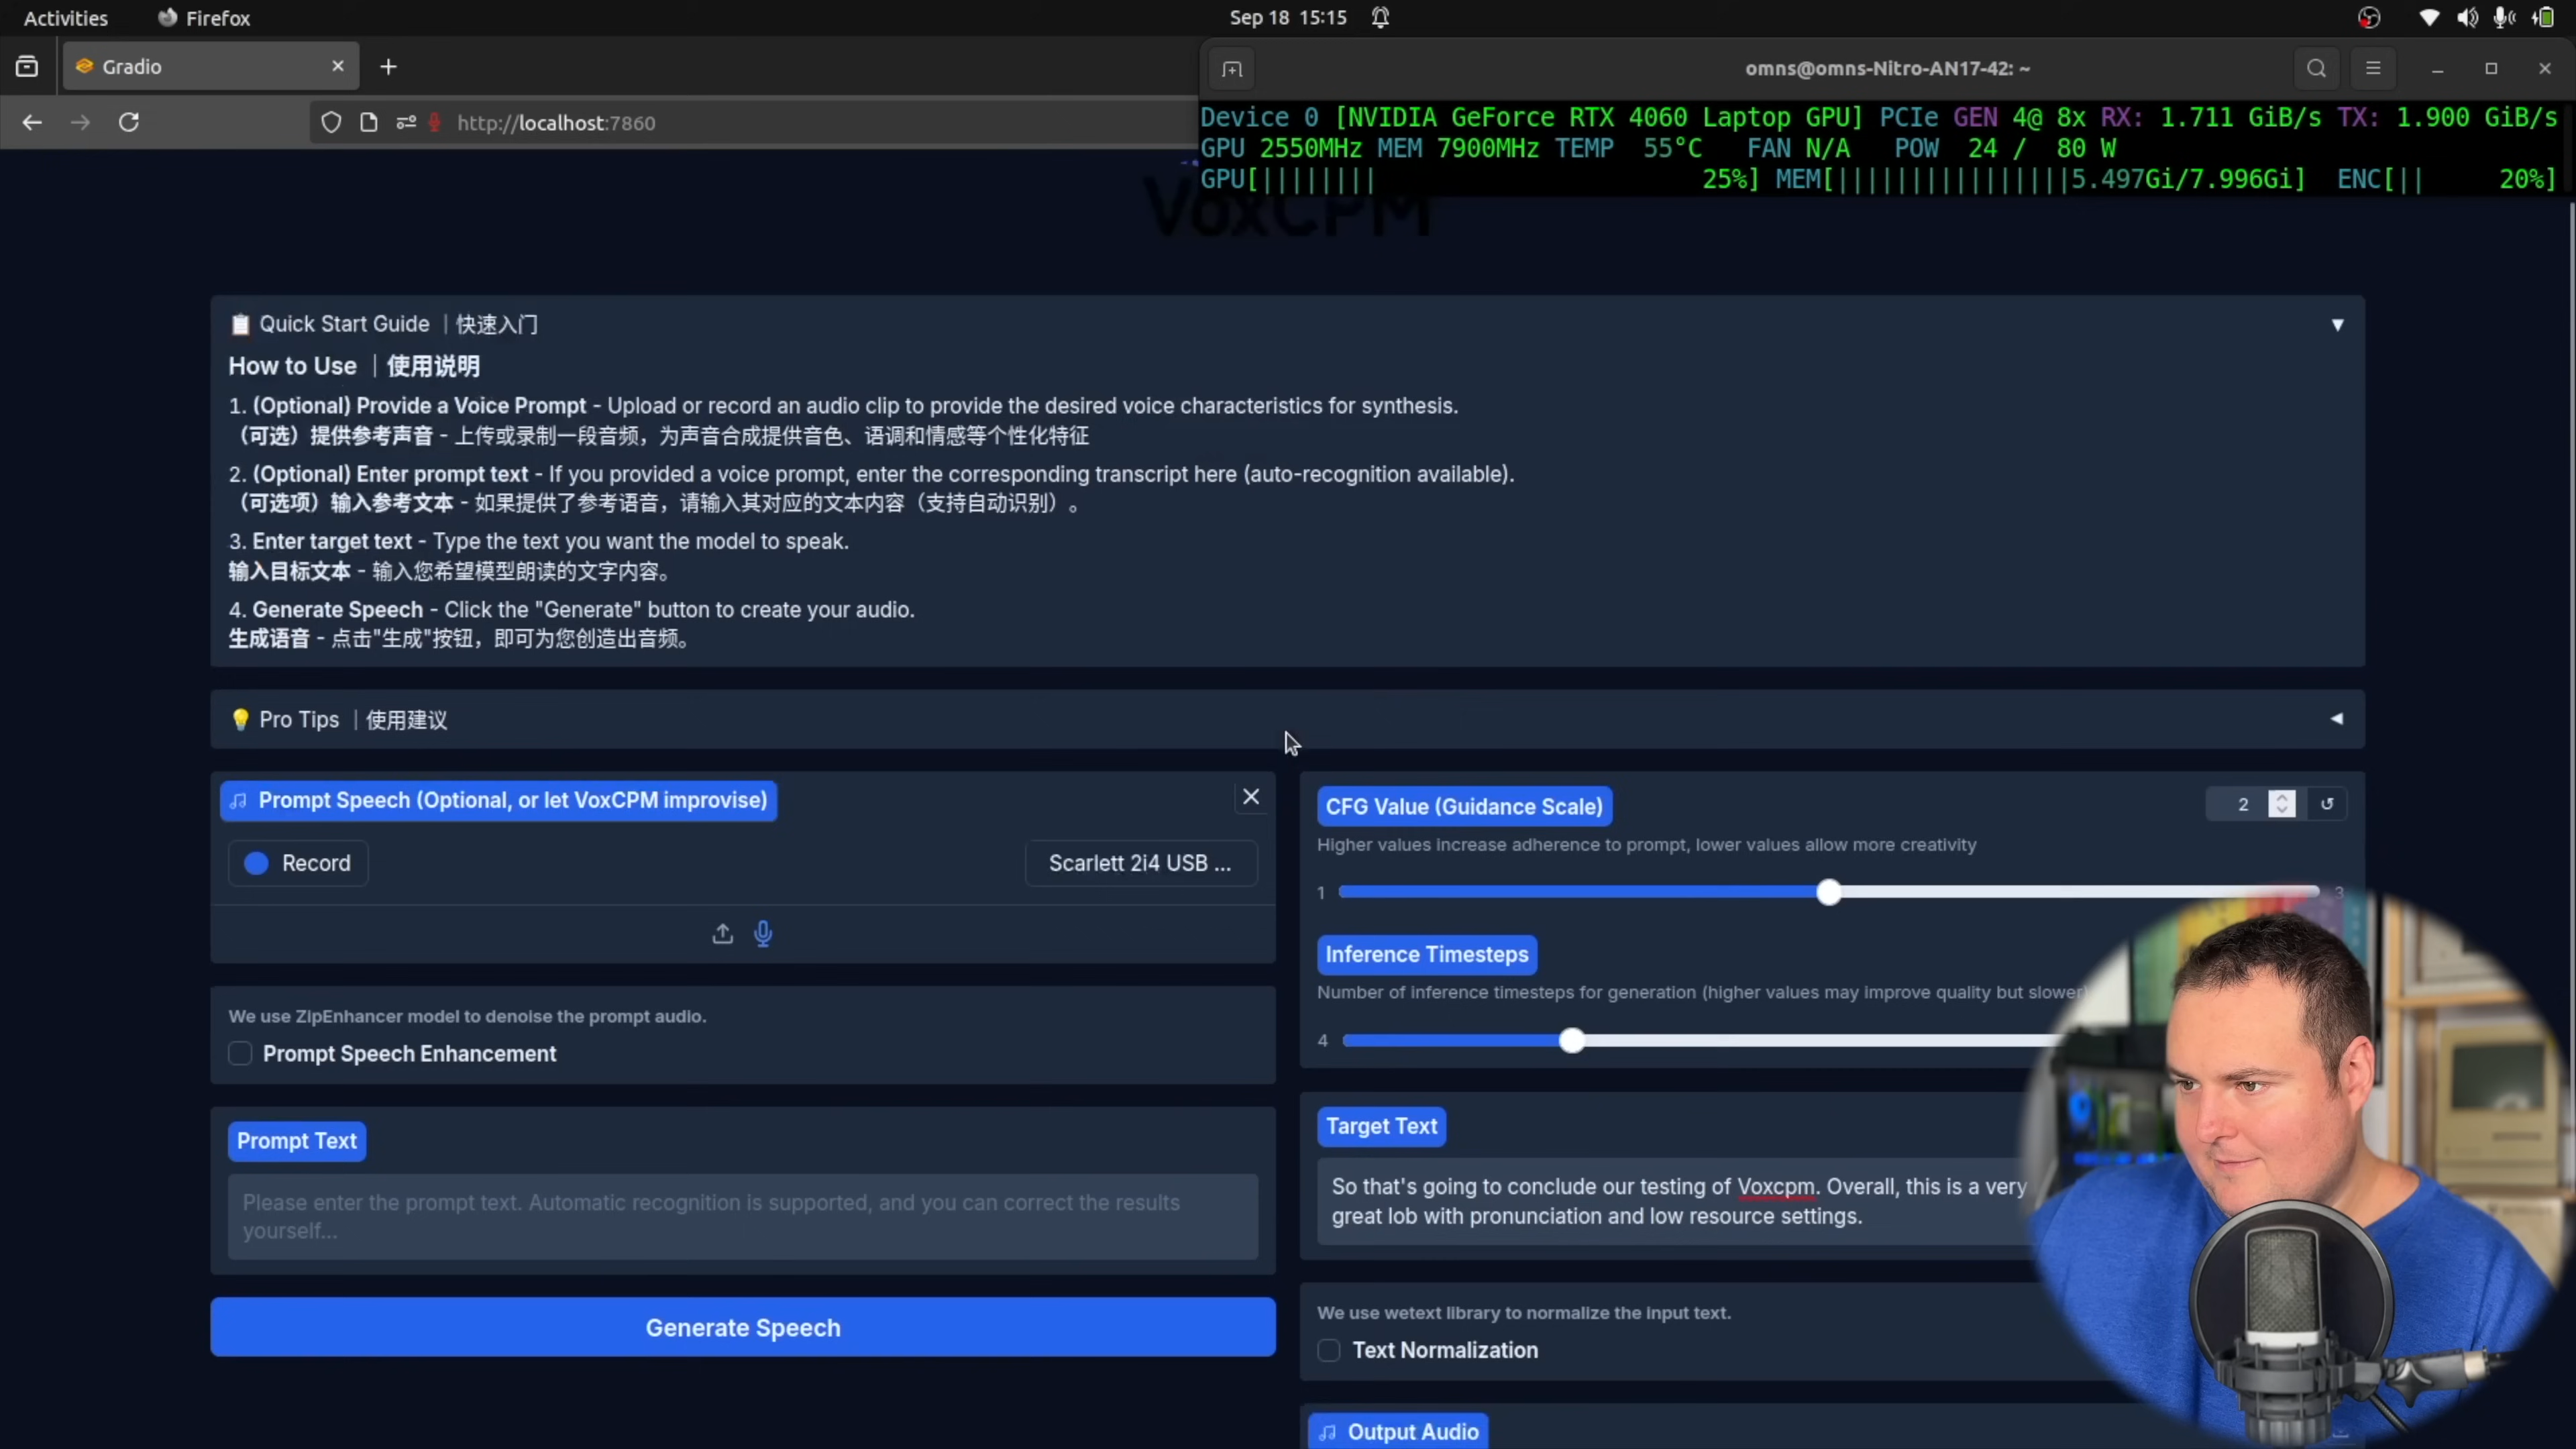 Activities
Firefox
Sep 18 15:15
Gradio
omns@omns-Nitro-AN17-42: ~
http://localhost:7860
Device 0 [NVIDIA GeForce RTX 4060 Laptop GPU] PCIe GEN 4@ 8x RX: 1.711 GiB/s TX: 1.900 GiB/s
GPU 2550MHz MEM 7900MHz TEMP 55°C FAN N/A POW 24 / 80 W
GPU[|||||||| 25%] MEM[||||||||||||||||5.497Gi/7.996Gi] ENC[|| 20%]
VoxCPM
📋 Quick Start Guide ｜快速入门
How to Use ｜使用说明
1. (Optional) Provide a Voice Prompt - Upload or record an audio clip to provide the desired voice characteristics for synthesis.
（可选）提供参考声音 - 上传或录制一段音频，为声音合成提供音色、语调和情感等个性化特征
2. (Optional) Enter prompt text - If you provided a voice prompt, enter the corresponding transcript here (auto-recognition available).
（可选项）输入参考文本 - 如果提供了参考语音，请输入其对应的文本内容（支持自动识别）。
3. Enter target text - Type the text you want the model to speak.
输入目标文本 - 输入您希望模型朗读的文字内容。
4. Generate Speech - Click the "Generate" button to create your audio.
生成语音 - 点击"生成"按钮，即可为您创造出音频。
💡 Pro Tips ｜使用建议
Prompt Speech (Optional, or let VoxCPM improvise)
Record
Scarlett 2i4 USB ...
We use ZipEnhancer model to denoise the prompt audio.
Prompt Speech Enhancement
Prompt Text
Please enter the prompt text. Automatic recognition is supported, and you can correct the results
yourself...
Generate Speech
CFG Value (Guidance Scale)
2
Higher values increase adherence to prompt, lower values allow more creativity
1
3
Inference Timesteps
Number of inference timesteps for generation (higher values may improve quality but slower)
4
Target Text
So that's going to conclude our testing of Voxcpm. Overall, this is a very
great lob with pronunciation and low resource settings.
We use wetext library to normalize the input text.
Text Normalization
Output Audio